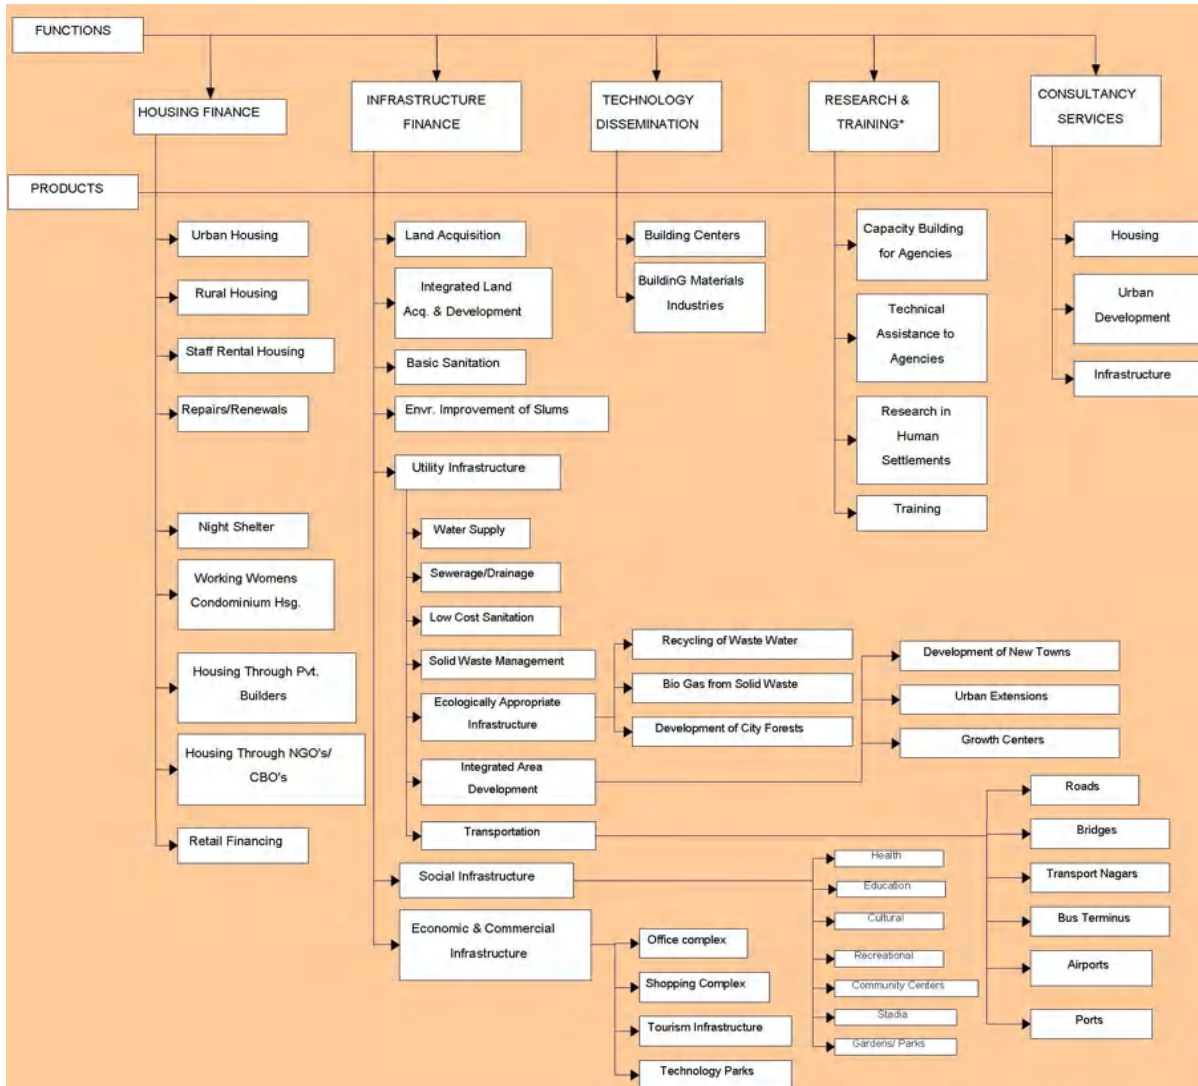 FUNCTIONS
HOUSING FINANCE
INFRASTRUCTURE
FINANCE
TECHNOLOGY
DISSEMINATION
RESEARCH &
TRAINING*
CONSULTANCY
SERVICES
PRODUCTS
Urban Housing
Rural Housing
Staff Rental Housing
Repairs/Renewals
Night Shelter
Working Womens
Condominium Hsg.
Housing Through Pvt.
Builders
Housing Through NGO's/
CBO's
Retail Financing
Land Acquisition
Integrated Land
Acq. & Development
Basic Sanitation
Envr. Improvement of Slums
Utility Infrastructure
Water Supply
Sewerage/Drainage
Low Cost Sanitation
Solid Waste Management
Ecologically Appropriate
Infrastructure
Recycling of Waste Water
Bio Gas from Solid Waste
Development of City Forests
Integrated Area
Development
Development of New Towns
Urban Extensions
Growth Centers
Transportation
Roads
Bridges
Transport Nagars
Bus Terminus
Airports
Ports
Social Infrastructure
Health
Education
Cultural
Recreational
Community Centers
Stadia
Gardens/ Parks
Economic & Commercial
Infrastructure
Office complex
Shopping Complex
Tourism Infrastructure
Technology Parks
Building Centers
BuildinG Materials
Industries
Capacity Building
for Agencies
Technical
Assistance to
Agencies
Research in
Human
Settlements
Training
Housing
Urban
Development
Infrastructure